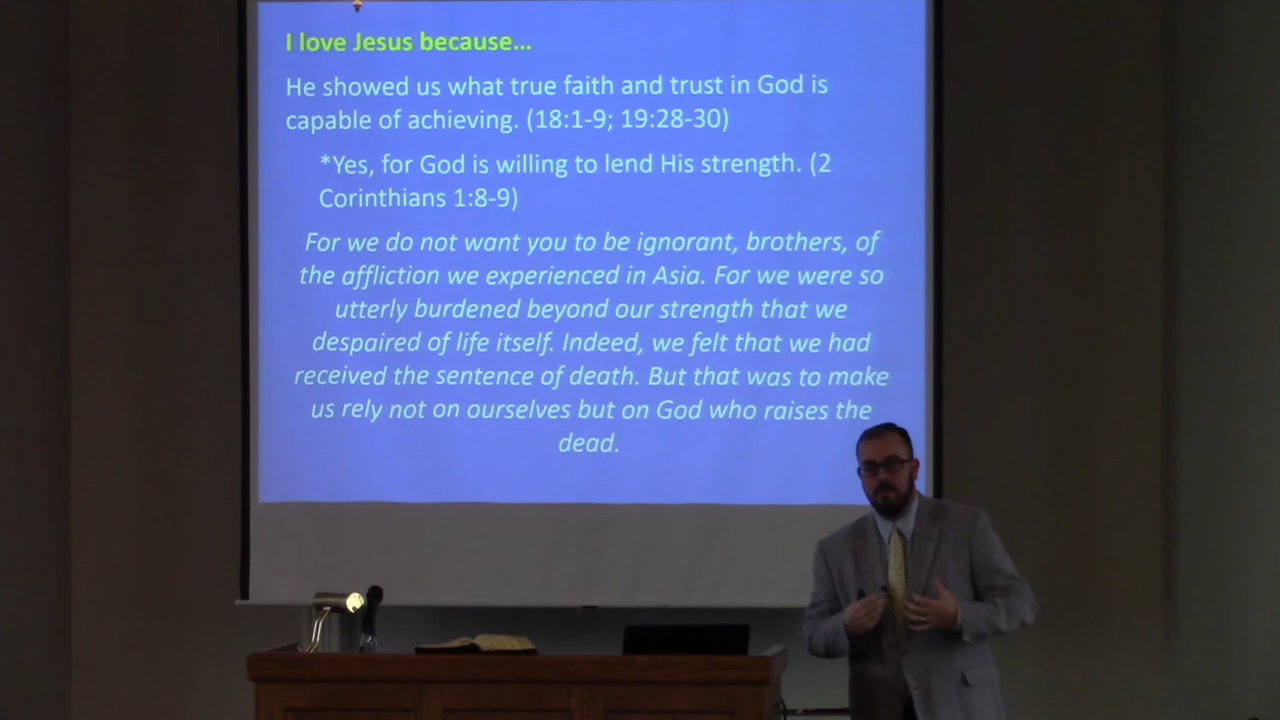 I love Jesus because...
He showed us what true faith and trust in God is
capable of achieving. (18:1-9; 19:28-30)
*Yes, for God is willing to lend His strength. (2
Corinthians 1:8-9)
For we do not want you to be ignorant, brothers, of
the affliction we experienced in Asia. For we were so
utterly burdened beyond our strength that we
despaired of life itself. Indeed, we felt that we had
received the sentence of death. But that was to make
us rely not on ourselves but on God who raises the
dead.